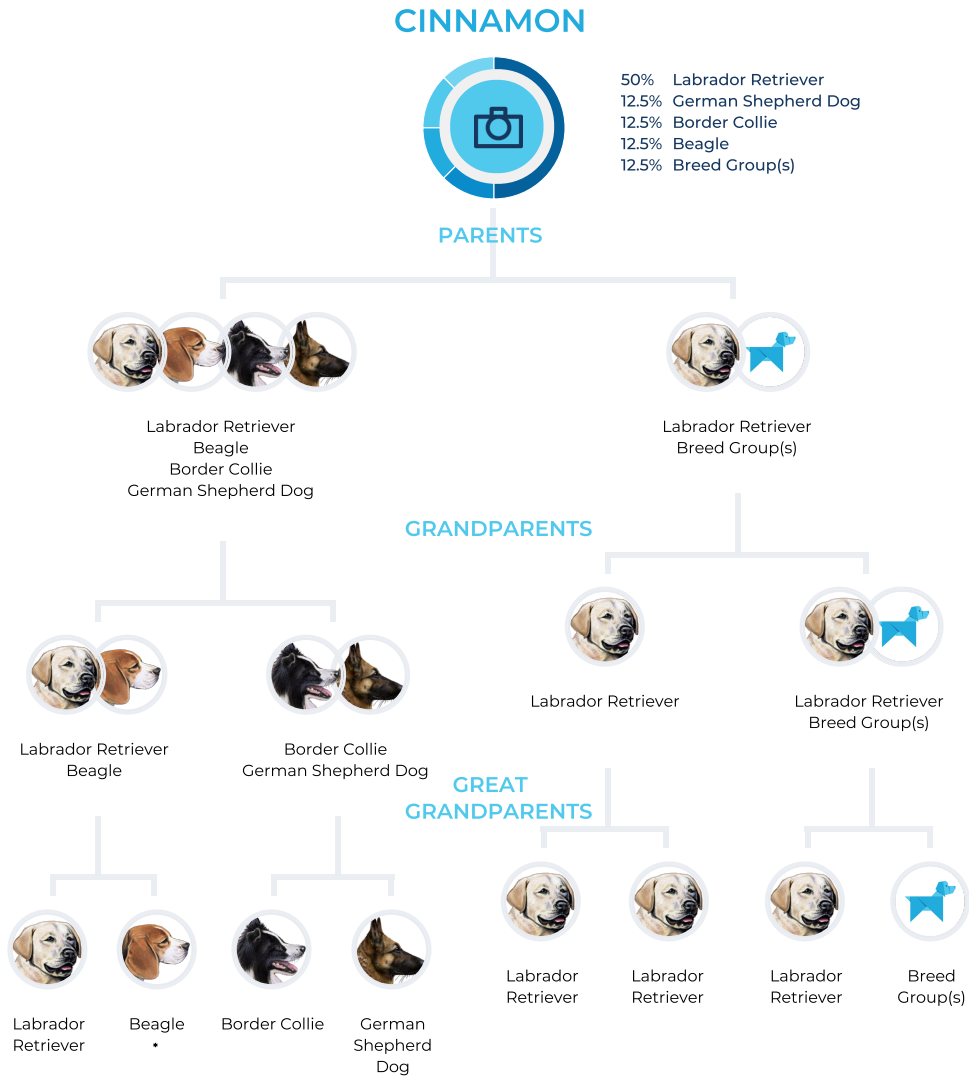 CINNAMON
50% Labrador Retriever
12.5% German Shepherd Dog
12.5% Border Collie
12.5% Beagle
12.5% Breed Group(s)
PARENTS
Labrador Retriever
Beagle
Border Collie
German Shepherd Dog
Labrador Retriever
Breed Group(s)
GRANDPARENTS
Labrador Retriever
Beagle
Border Collie
German Shepherd Dog
Labrador Retriever
Labrador Retriever
Breed Group(s)
GREAT
GRANDPARENTS
Labrador
Retriever
Beagle
*
Border Collie
German
Shepherd
Dog
Labrador
Retriever
Labrador
Retriever
Labrador
Retriever
Breed
Group(s)